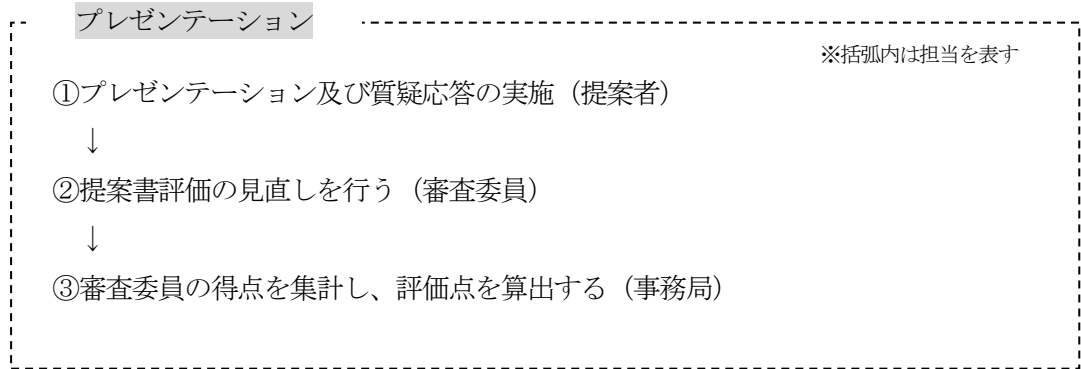 プレゼンテーション
※括弧内は担当を表す
①プレゼンテーション及び質疑応答の実施（提案者）
↓
②提案書評価の見直しを行う（審査委員）
↓
③審査委員の得点を集計し、評価点を算出する（事務局）